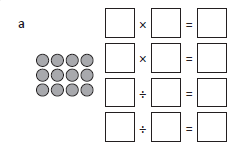 a
× =
× =
÷ =
÷ =